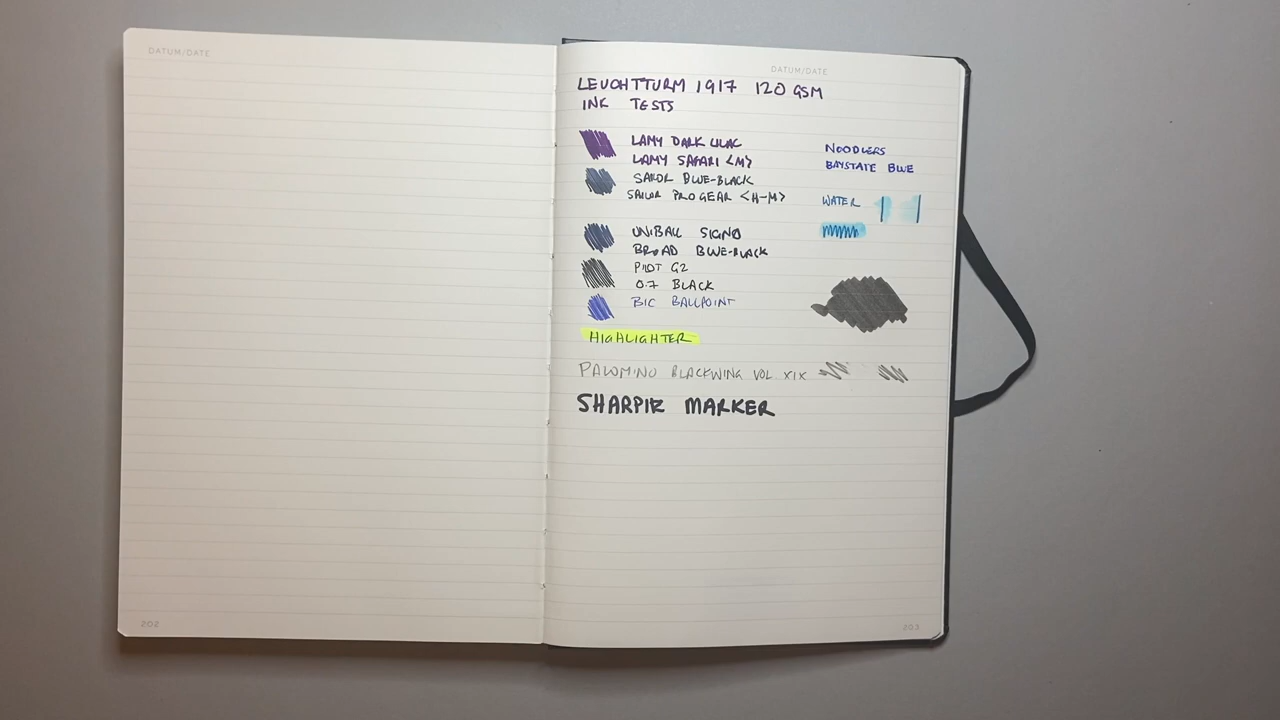 DATUM/DATE
202
DATUM/DATE
LEUCHTTURM 1917 120 GSM
INK TESTS
LAMY DARK LILAC
LAMY SAFARI <M>
SAILOR BLUE-BLACK
SAILOR PRO GEAR <H-M>
UNIBALL SIGNO
BROAD BLUE-BLACK
PILOT G2
0.7 BLACK
BIC BALLPOINT
HIGHLIGHTER
PALOMINO BLACKWING VOL XIX
SHARPIE MARKER
NOODLERS
BAYSTATE BLUE
WATER
203